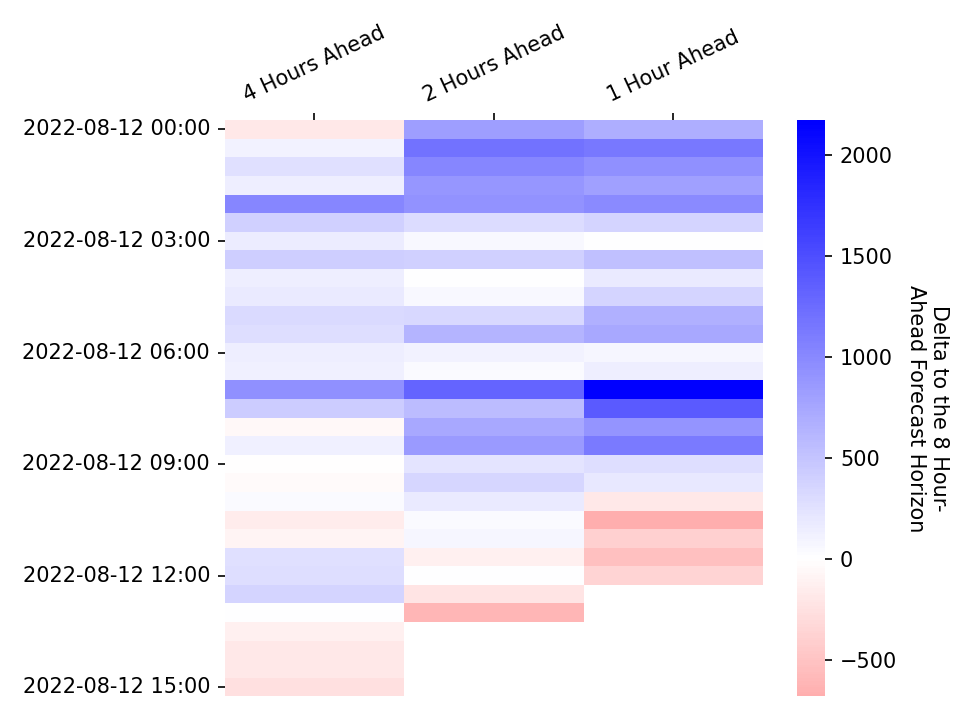 4 Hours Ahead
2 Hours Ahead
1 Hour Ahead
2022-08-12 00:00
2022-08-12 03:00
2022-08-12 06:00
2022-08-12 09:00
2022-08-12 12:00
2022-08-12 15:00
2000
1500
1000
500
0
−500
Delta to the 8 Hour-
Ahead Forecast Horizon